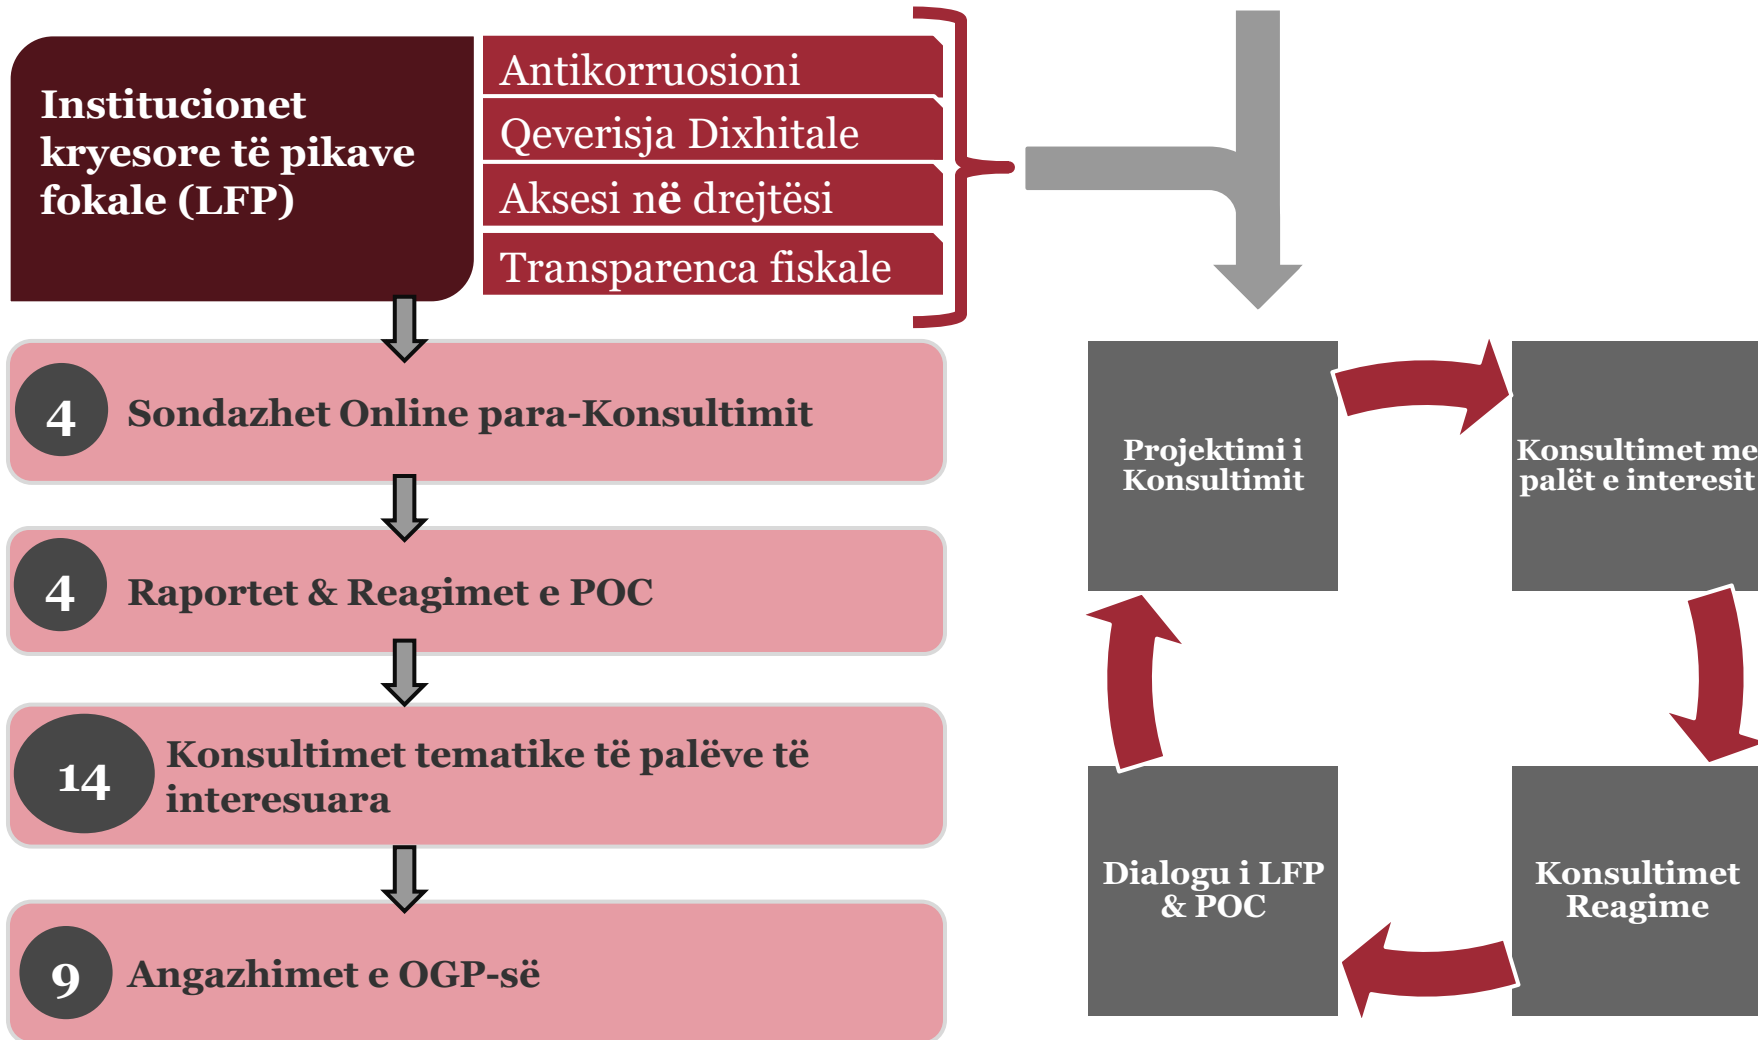 Institucionet
kryesore të pikave
fokale (LFP)
Antikorruosioni
Qeverisja Dixhitale
Aksesi në drejtësi
Transparenca fiskale
4
Sondazhet Online para-Konsultimit
4
Raportet & Reagimet e POC
14
Konsultimet tematike të palëve të
interesuara
9
Angazhimet e OGP-së
Projektimi i
Konsultimit
Konsultimet me
palët e interesit
Dialogu i LFP
& POC
Konsultimet
Reagime